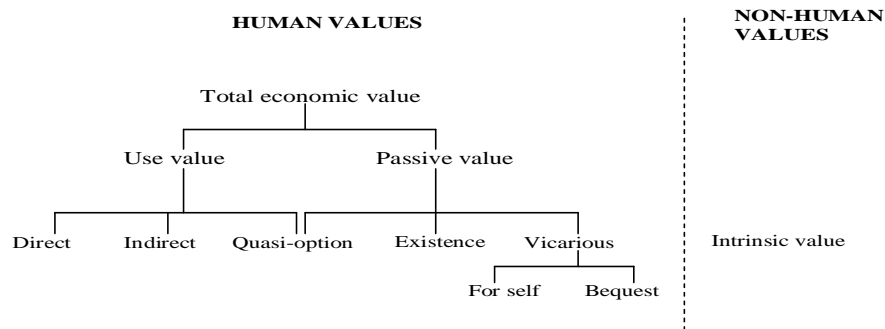 HUMAN VALUES
NON-HUMAN
VALUES
Total economic value
Use value
Passive value
Direct
Indirect
Quasi-option
Existence
Vicarious
Intrinsic value
For self
Bequest